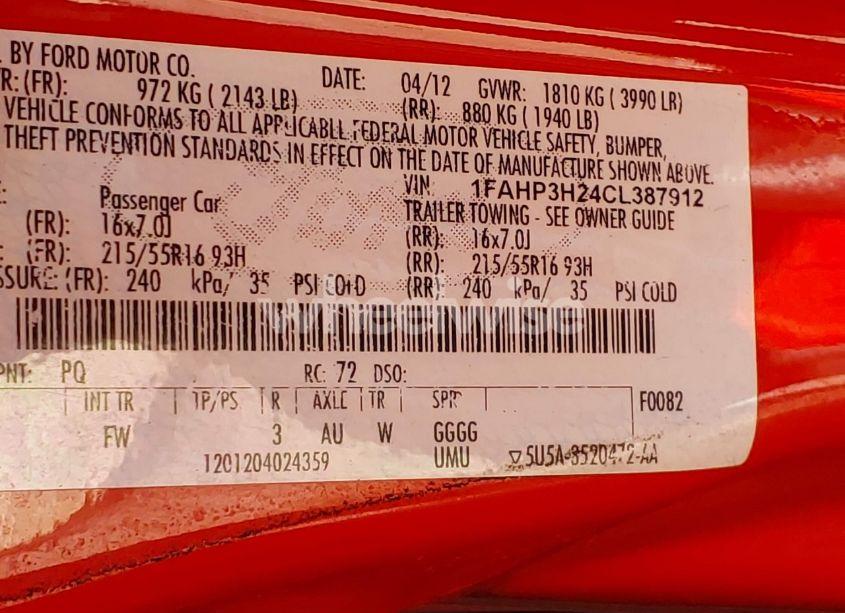 . BY FORD MOTOR CO. DATE: 04/12 GVWR: 1810 KG ( 3990 LB)
R:(FR): 972 KG ( 2143 LB) (RR): 880 KG ( 1940 LB)
VEHICLE CONFORMS TO ALL APPLICABLE FEDERAL MOTOR VEHICLE SAFETY, BUMPER,
THEFT PREVENTION STANDARDS IN EFFECT ON THE DATE OF MANUFACTURE SHOWN ABOVE.
VIN: 1FAHP3H24CL387912
Passenger Car TRAILER TOWING - SEE OWNER GUIDE
(FR): 16x7.0J (RR): 16x7.0J
(FR): 215/55R16 93H (RR): 215/55R16 93H
SSURE:(FR): 240 kPa/ 35 PSI COLD (RR): 240 kPa/ 35 PSI COLD
wheelwise
PNT: PQ RC: 72 DSO:
INT TR TP/PS R AXLE TR SPR F0082
FW 3 AU W GGGG
1201204024359 UMU 5U5A-3520472-AA